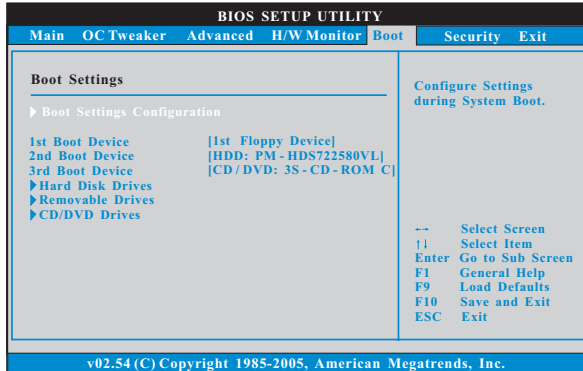 BIOS SETUP UTILITY
Main OC Tweaker Advanced H/W Monitor Boot Security Exit
Boot Settings
Boot Settings Configuration
1st Boot Device [1st Floppy Device]
2nd Boot Device [HDD: PM-HDS722580VL]
3rd Boot Device [CD/DVD: 3S-CD-ROM C]
Hard Disk Drives
Removable Drives
CD/DVD Drives
Configure Settings
during System Boot.
←→ Select Screen
↑↓ Select Item
Enter Go to Sub Screen
F1 General Help
F9 Load Defaults
F10 Save and Exit
ESC Exit
v02.54 (C) Copyright 1985-2005, American Megatrends, Inc.